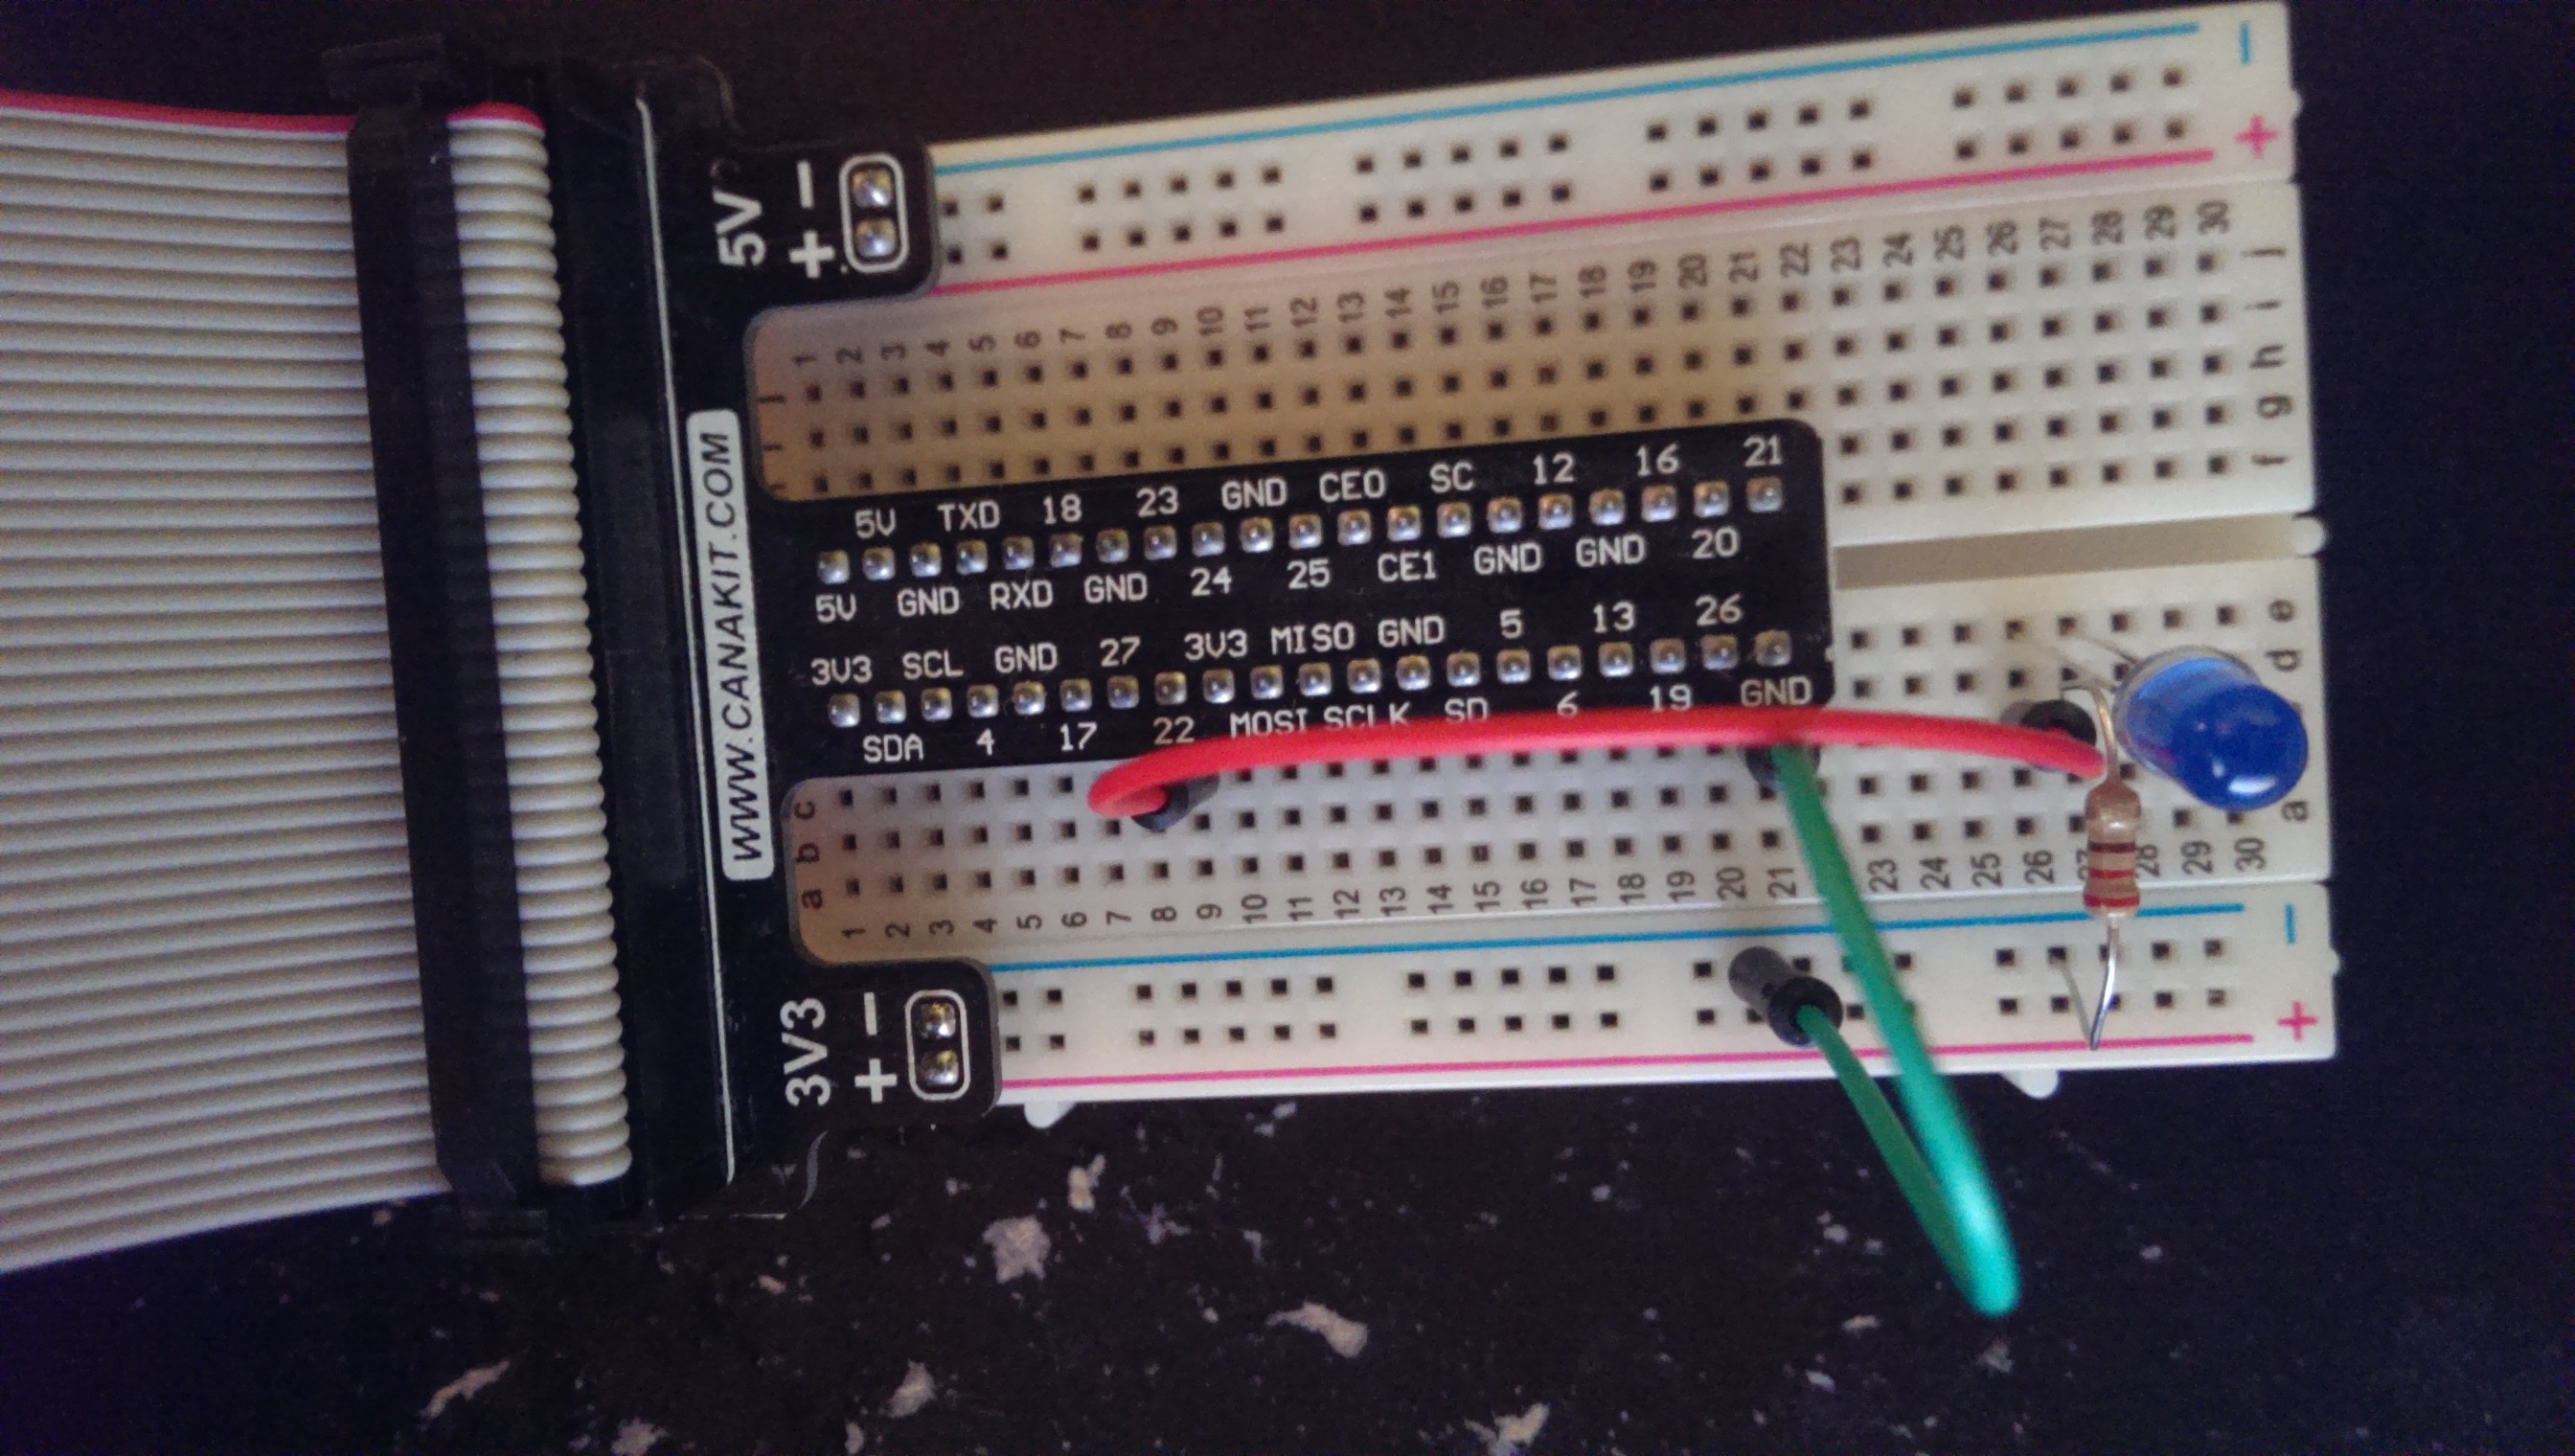 −
+
5V
− +
1 2 3 4 5 6 7 8 9 10 11 12 13 14 15 16 17 18 19 20 21 22 23 24 25 26 27 28 29 30
j i h g f
j i
WWW.CANAKIT.COM
5V TXD 18 23 GND CE0 SC 12 16 21
5V GND RXD GND 24 25 CE1 GND GND 20
3V3 SCL GND 27 3V3 MISO GND 5 13 26
SDA 4 17 22 MOSI SCLK SD 6 19 GND
e d a
c b a
1 2 3 4 5 6 7 8 9 10 11 12 13 14 15 16 17 18 19 20 21 23 24 25 26 27 28 29 30
3V3
− +
−
+